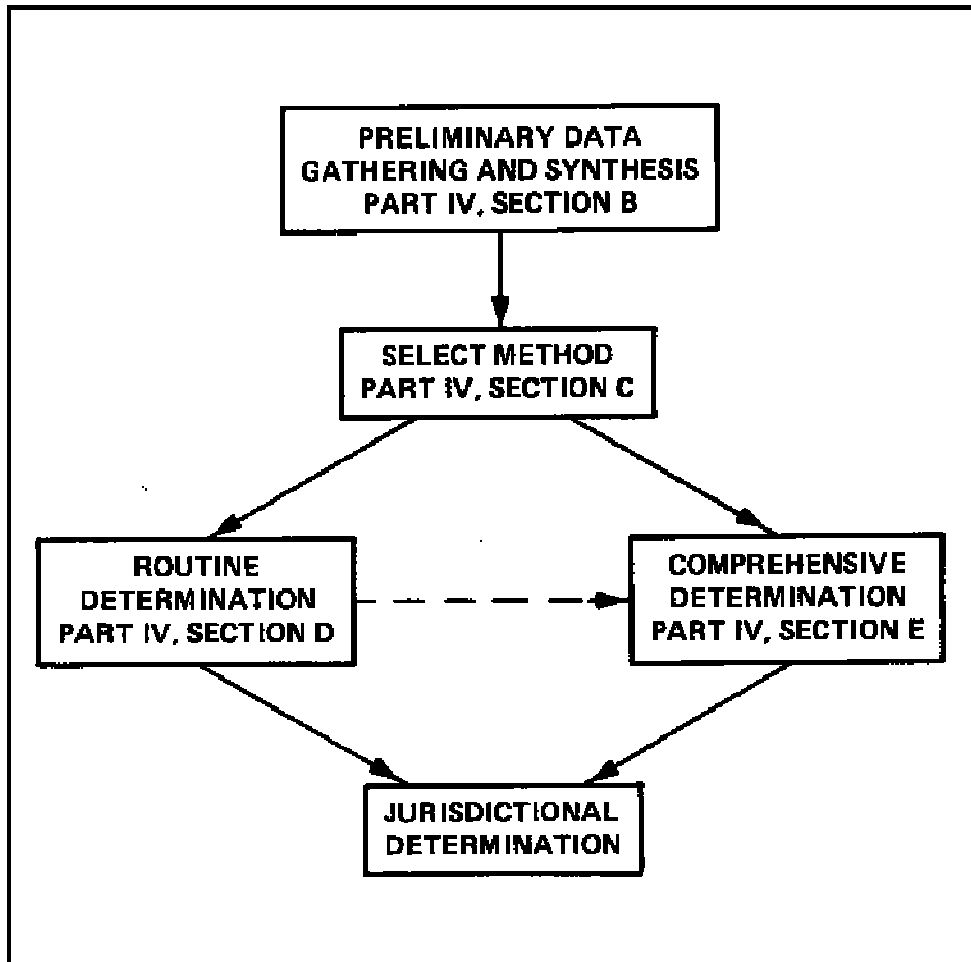 PRELIMINARY DATA
GATHERING AND SYNTHESIS
PART IV, SECTION B
SELECT METHOD
PART IV, SECTION C
ROUTINE
DETERMINATION
PART IV, SECTION D
COMPREHENSIVE
DETERMINATION
PART IV, SECTION E
JURISDICTIONAL
DETERMINATION